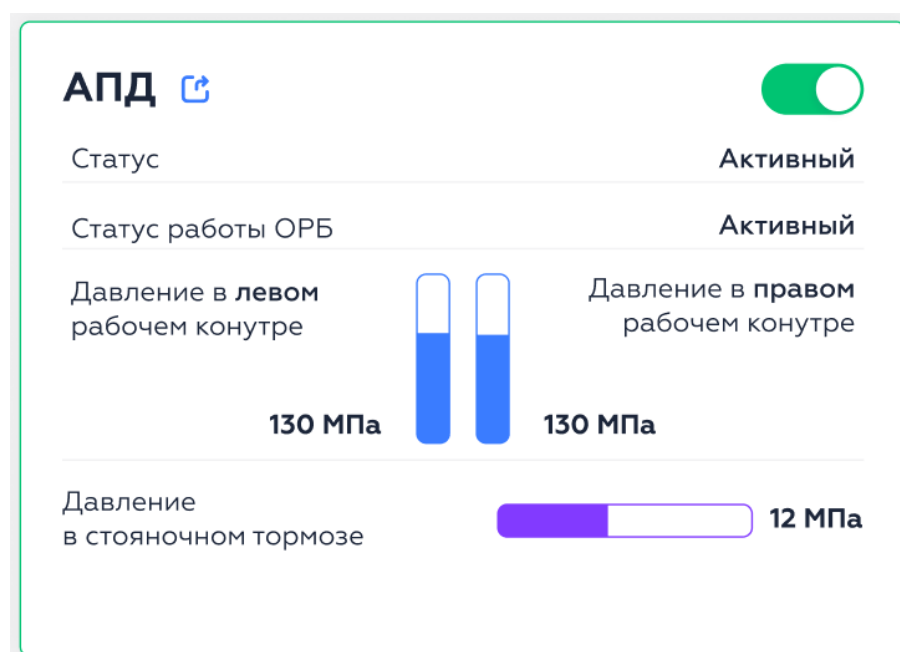 АПД
Статус
Активный
Статус работы ОРБ
Активный
Давление в левом
рабочем конутре
130 МПа
Давление в правом
рабочем конутре
130 МПа
Давление
в стояночном тормозе
12 МПа